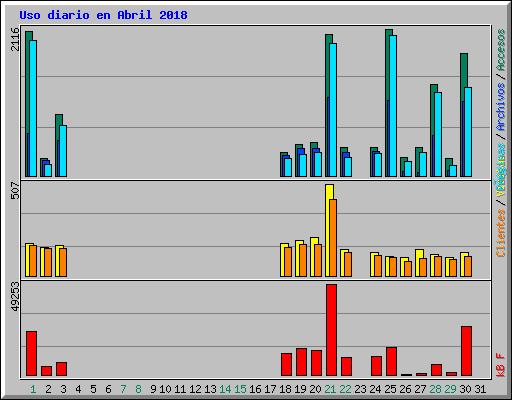 Uso diario en Abril 2018
2116
507
49253
Clientes / / Archivos / Accesos
kB F
1 2 3 4 5 6 7 8 9 10 11 12 13 14 15 16 17 18 19 20 21 22 23 24 25 26 27 28 29 30 31